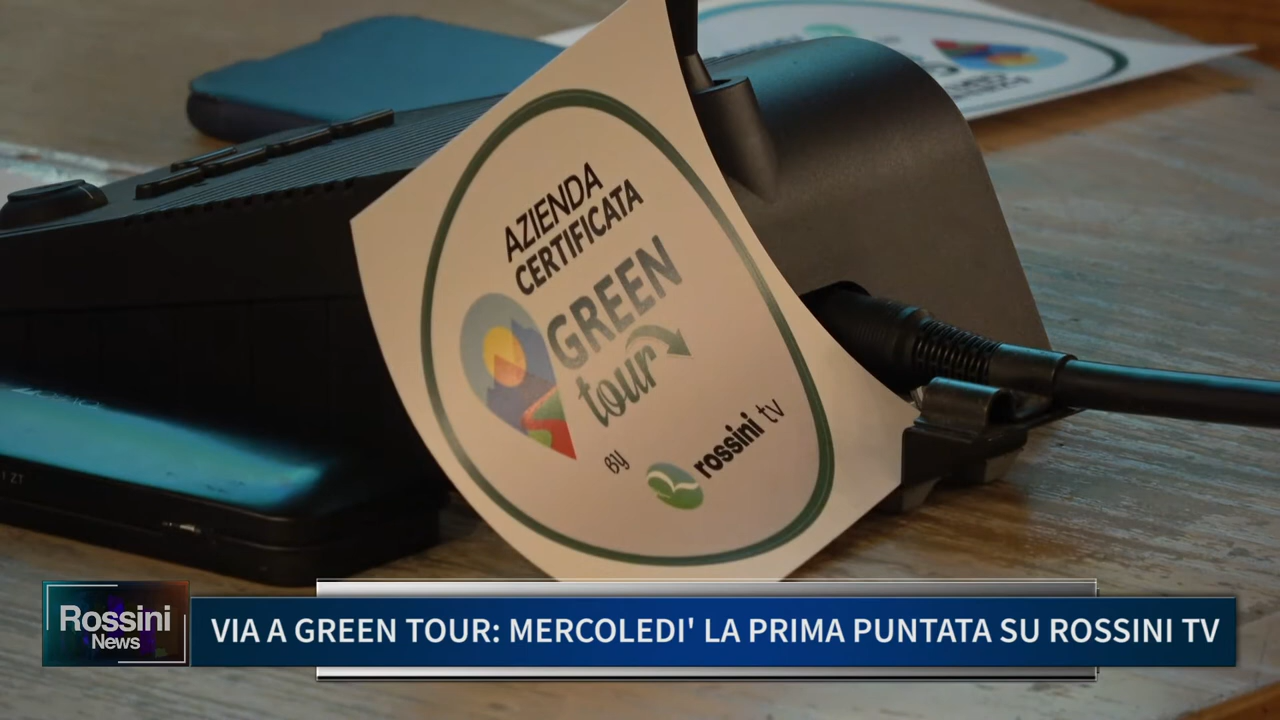 AZIENDA
CERTIFICATA
GREEN
tour
BY
rossini tv
Rossini
News
VIA A GREEN TOUR: MERCOLEDI' LA PRIMA PUNTATA SU ROSSINI TV